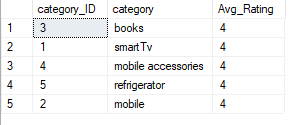 category_ID category Avg_Rating
1 3 books 4
2 1 smartTv 4
3 4 mobile accessories 4
4 5 refrigerator 4
5 2 mobile 4